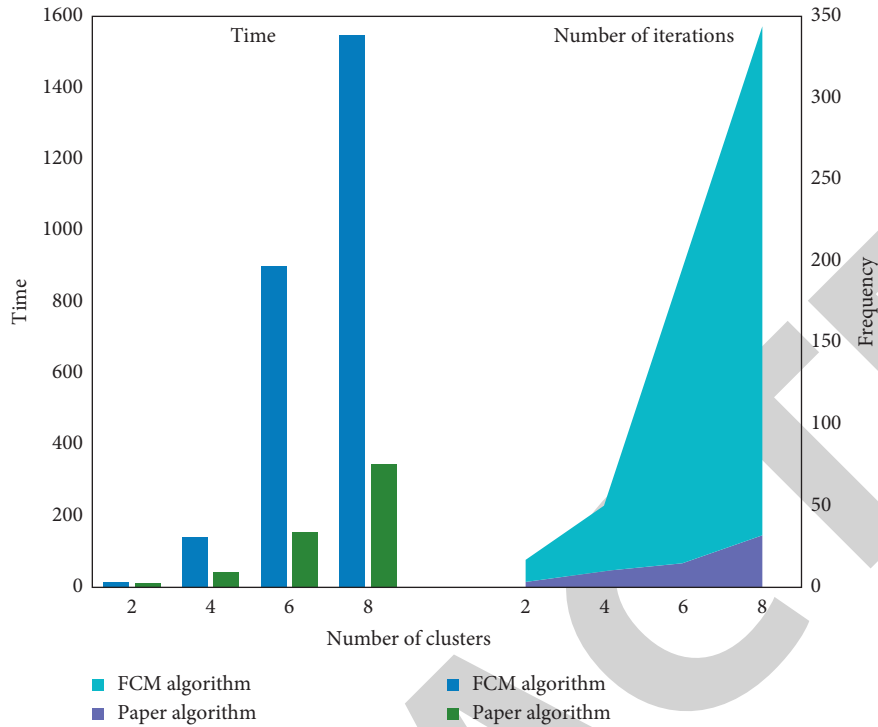 Time
Number of iterations
1600
1400
1200
1000
800
600
400
200
0
Time
350
300
250
200
150
100
50
0
Frequency
2 4 6 8 2 4 6 8
Number of clusters
FCM algorithm FCM algorithm
Paper algorithm Paper algorithm